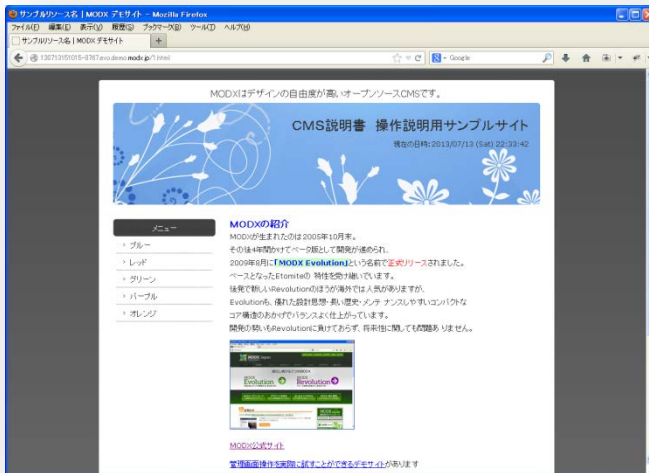 サンプルリソース名 | MODX デモサイト - Mozilla Firefox
ファイル(F) 編集(E) 表示(V) 履歴(S) ブックマーク(B) ツール(T) ヘルプ(H)
サンプルリソース名 | MODX デモサイト
130713151015-8787evo.demo.modx.jp/1.html
Google
MODXはデザインの自由度が高いオープンソースCMSです。
CMS説明書 操作説明用サンプルサイト
現在の日時:2013/07/13 (Sat) 22:33:42
メニュー
ブルー
レッド
グリーン
パープル
オレンジ
MODXの紹介
MODXが生まれたのは2005年10月末。
その後4年間かけてベータ版として開発が進められ、
2009年8月に「MODX Evolution」という名前で正式リリースされました。
ベースとなったEtomiteの 特性を受け継いています。
後発で新しいRevolutionのほうが海外では人気がありますが、
Evolutionも、優れた設計思想・長い歴史・メンテ ナンスしやすいコンパクトな
コア構造のおかげでバランスよく仕上がっています。
開発の勢いもRevolutionに負けておらず、将来性に関しても問題あ りません。
Evolution
Revolution
MODX公式サイト
管理画面操作を実際に試すことができるデモサイトがあります